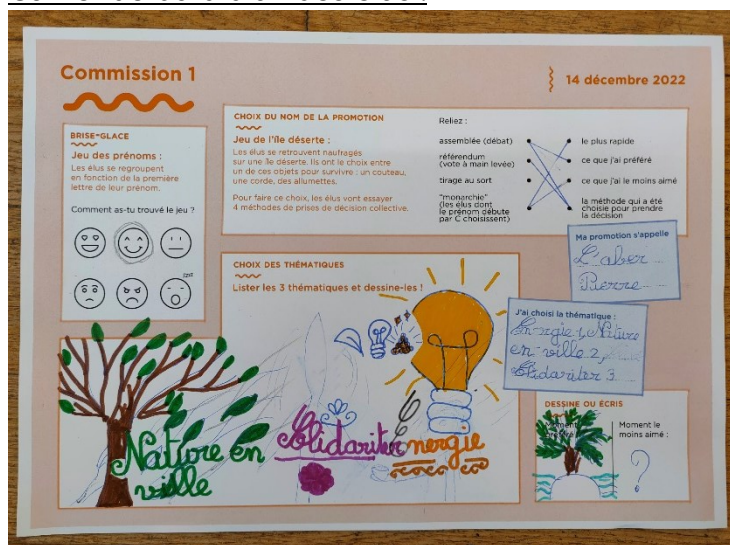 Commission 1
14 décembre 2022
BRISE-GLACE
Jeu des prénoms :
Les élus se regroupent
en fonction de la première
lettre de leur prénom.
Comment as-tu trouvé le jeu ?
CHOIX DU NOM DE LA PROMOTION
Jeu de l'île déserte :
Les élus se retrouvent naufragés
sur une île déserte. Ils ont le choix entre
un de ces objets pour survivre : un couteau,
une corde, des allumettes.
Pour faire ce choix, les élus vont essayer
4 méthodes de prises de décision collective.
Reliez :
assemblée (débat)
référendum
(vote à main levée)
tirage au sort
"monarchie"
(les élus dont
le prénom débute
par C choisissent)
le plus rapide
ce que j'ai préféré
ce que j'ai le moins aimé
la méthode qui a été
choisie pour prendre
la décision
Ma promotion s'appelle
L'aber
Pierre
CHOIX DES THÉMATIQUES
Lister les 3 thématiques et dessine-les !
J'ai choisi la thématique :
Energie 1, Nature
en ville 2,
Slidariter 3
Nature en
ville
Slidariter
nergie
DESSINE OU ÉCRIS
Moment
Moment le
moins aimé :
?